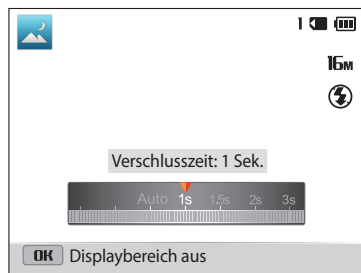 1
16M
Verschlusszeit: 1 Sek.
Auto 1s 1.5s 2s 3s
OK Displaybereich aus